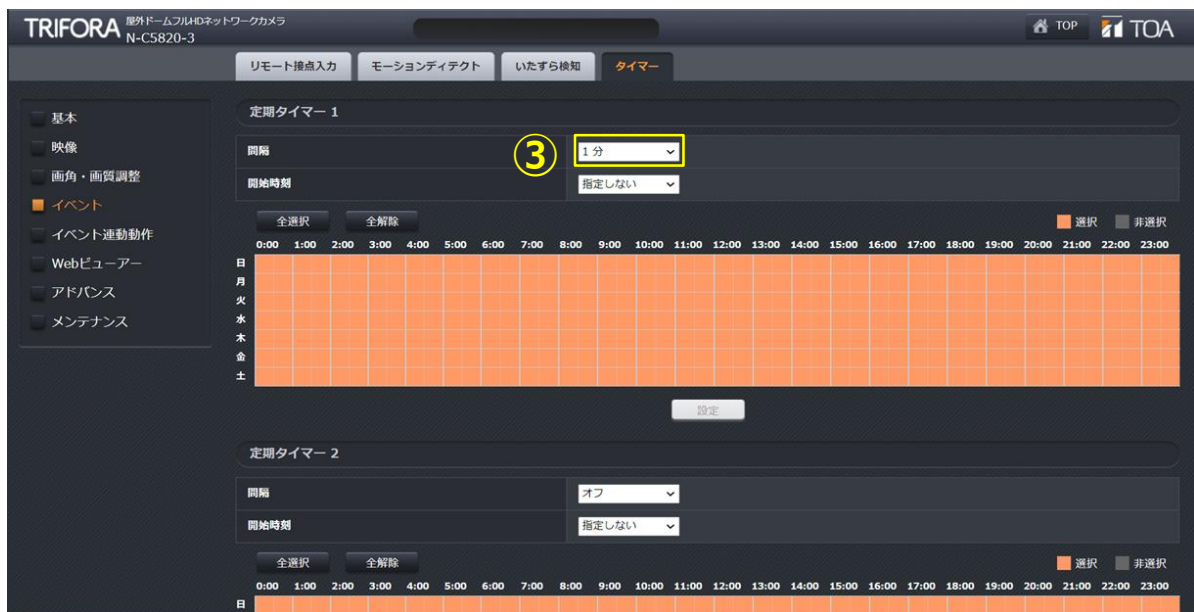 TRIFORA 屋外ドームフルHDネットワークカメラ
N-C5820-3
TOP TOA
リモート接点入力 モーションディテクト いたずら検知 タイマー
基本
映像
画角・画質調整
イベント
イベント連動動作
Webビューアー
アドバンス
メンテナンス
定期タイマー 1
間隔 ③ 1 分
開始時刻 指定しない
全選択 全解除 選択 非選択
0:00 1:00 2:00 3:00 4:00 5:00 6:00 7:00 8:00 9:00 10:00 11:00 12:00 13:00 14:00 15:00 16:00 17:00 18:00 19:00 20:00 21:00 22:00 23:00
日
月
火
水
木
金
土
設定
定期タイマー 2
間隔 オフ
開始時刻 指定しない
全選択 全解除 選択 非選択
0:00 1:00 2:00 3:00 4:00 5:00 6:00 7:00 8:00 9:00 10:00 11:00 12:00 13:00 14:00 15:00 16:00 17:00 18:00 19:00 20:00 21:00 22:00 23:00
日